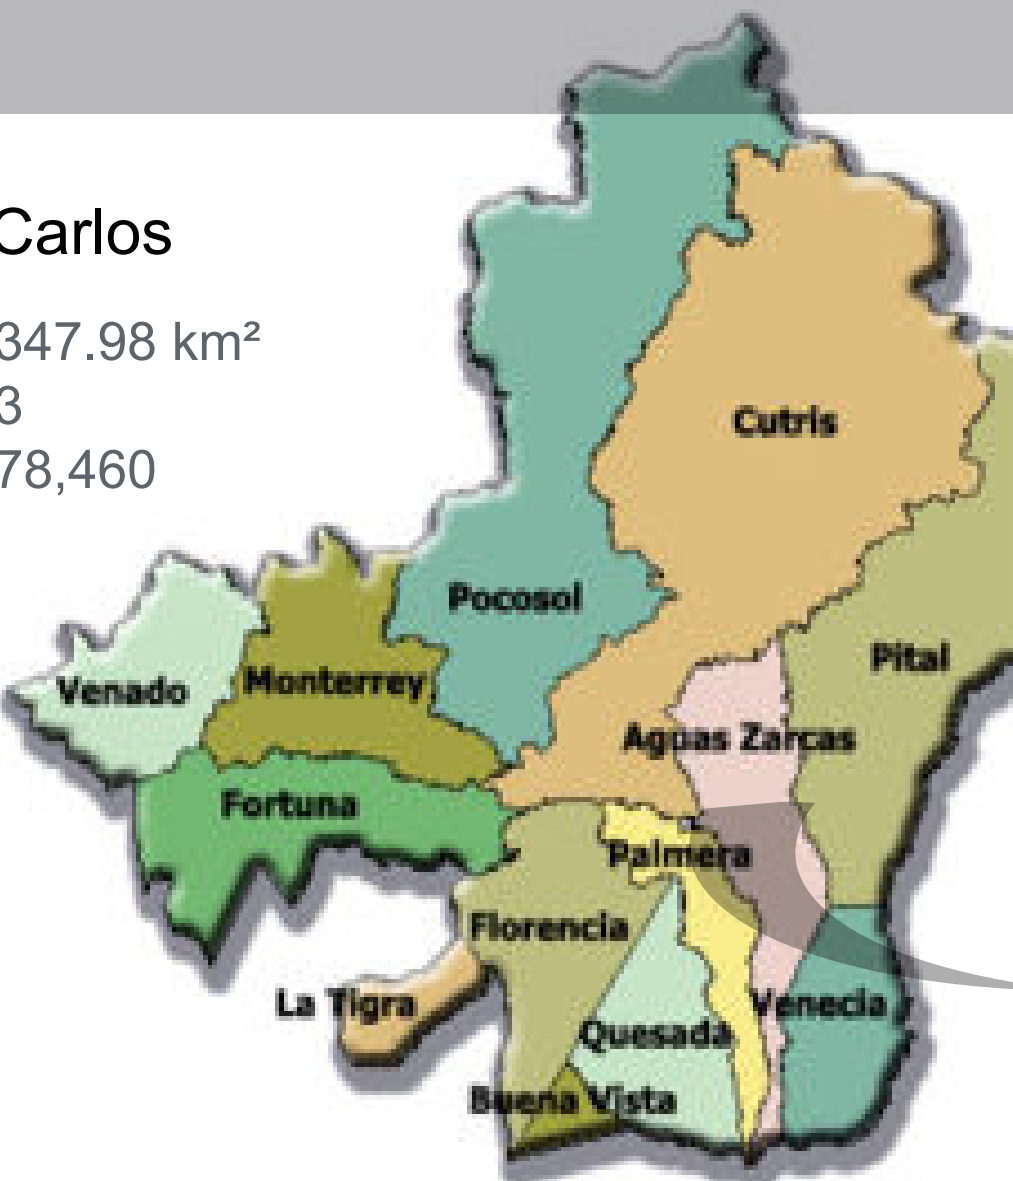 Carlos
347.98 km²
3
78,460
Cutris
Pocosol
Pital
Venado
Monterrey
Aguas Zarcas
Fortuna
Palmera
Florencia
La Tigra
Venecia
Quesada
Buena Vista